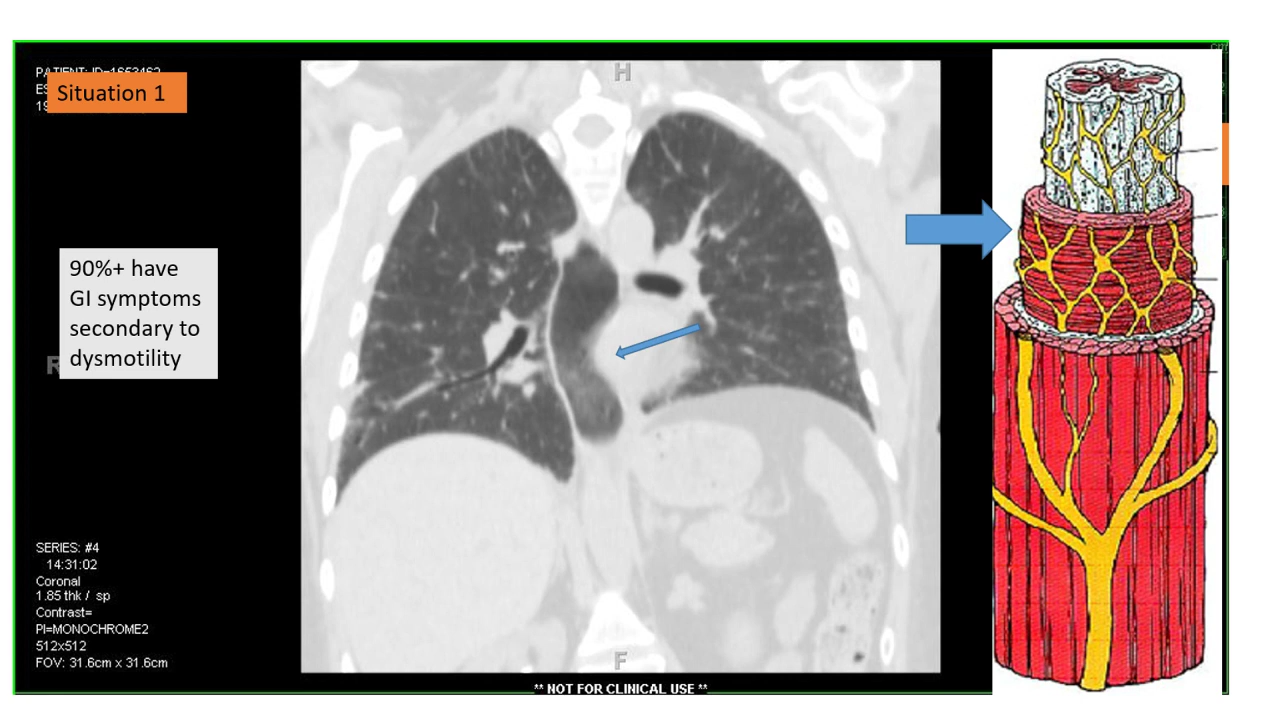 Situation 1
90%+ have
GI symptoms
secondary to
dysmotility
H
R
SERIES: #4
14:31:02
Coronal
1.85 thk / sp
Contrast=
PI=MONOCHROME2
512x512
FOV: 31.6cm x 31.6cm
F
** NOT FOR CLINICAL USE **